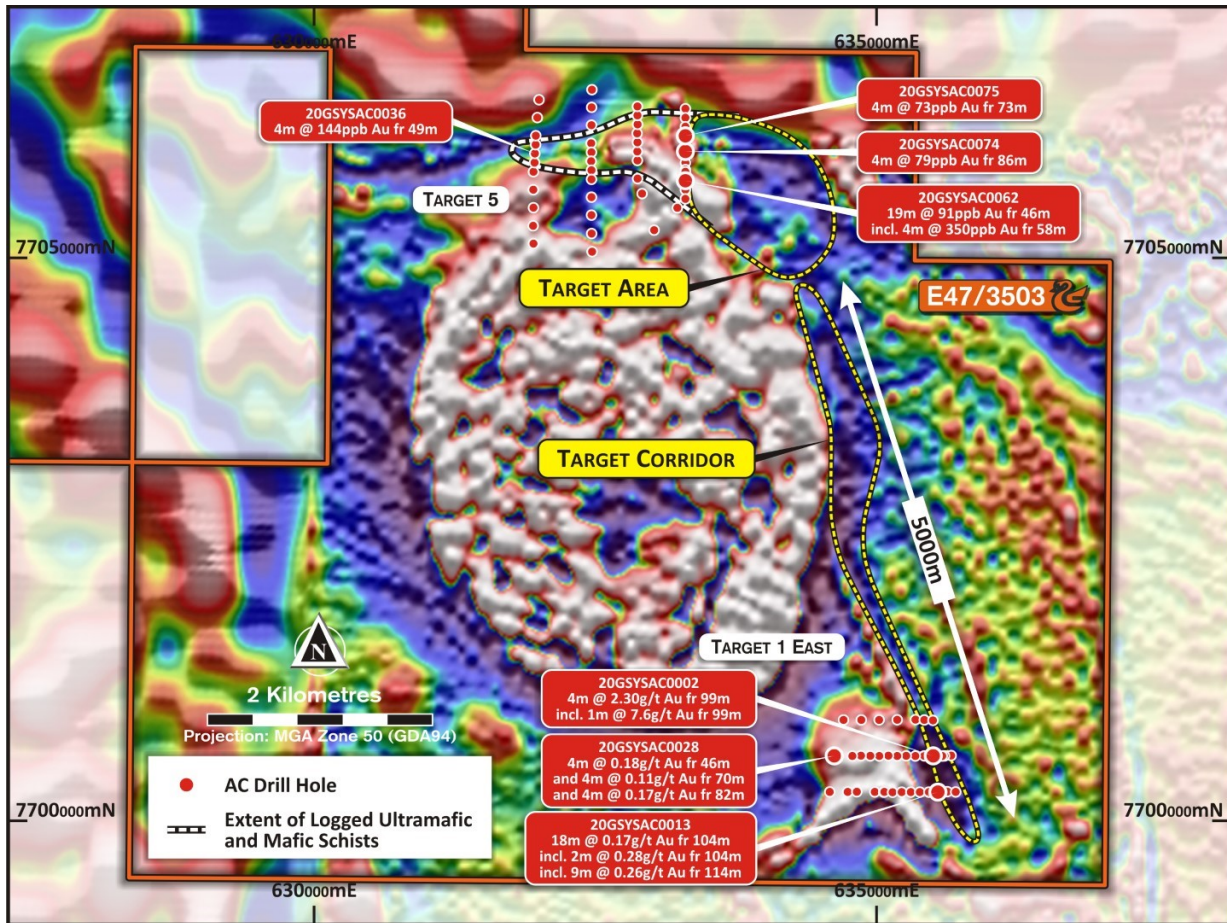 630000mE
635000mE
20GSYSAC0036
4m @ 144ppb Au fr 49m
20GSYSAC0075
4m @ 73ppb Au fr 73m
20GSYSAC0074
4m @ 79ppb Au fr 86m
20GSYSAC0062
19m @ 91ppb Au fr 46m
incl. 4m @ 350ppb Au fr 58m
TARGET 5
7705000mN
7705000mN
TARGET AREA
E47/3503
TARGET CORRIDOR
5000m
N
2 Kilometres
Projection: MGA Zone 50 (GDA94)
TARGET 1 EAST
20GSYSAC0002
4m @ 2.30g/t Au fr 99m
incl. 1m @ 7.6g/t Au fr 99m
20GSYSAC0028
4m @ 0.18g/t Au fr 46m
and 4m @ 0.11g/t Au fr 70m
and 4m @ 0.17g/t Au fr 82m
20GSYSAC0013
18m @ 0.17g/t Au fr 104m
incl. 2m @ 0.28g/t Au fr 104m
incl. 9m @ 0.26g/t Au fr 114m
AC Drill Hole
Extent of Logged Ultramafic
and Mafic Schists
7700000mN
7700000mN
630000mE
635000mE